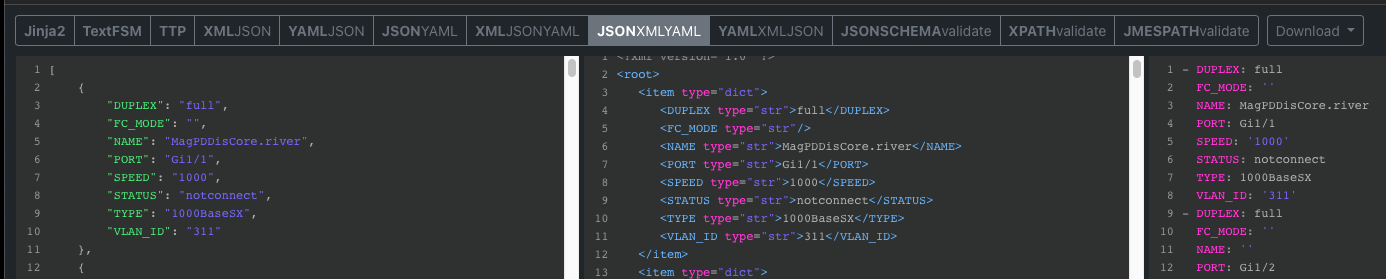 Jinja2 TextFSM TTP XMLJSON YAMLJSON JSONYAML XMLJSONYAML JSONXMLYAML YAMLXMLJSON JSONSCHEMAvalidate XPATHvalidate JMESPATHvalidate Download
1 [
2 {
3 "DUPLEX": "full",
4 "FC_MODE": "",
5 "NAME": "MagPDDisCore.river",
6 "PORT": "Gi1/1",
7 "SPEED": "1000",
8 "STATUS": "notconnect",
9 "TYPE": "1000BaseSX",
10 "VLAN_ID": "311"
11 },
12 {
1 <?xml version="1.0" ?>
2 <root>
3 <item type="dict">
4 <DUPLEX type="str">full</DUPLEX>
5 <FC_MODE type="str"/>
6 <NAME type="str">MagPDDisCore.river</NAME>
7 <PORT type="str">Gi1/1</PORT>
8 <SPEED type="str">1000</SPEED>
9 <STATUS type="str">notconnect</STATUS>
10 <TYPE type="str">1000BaseSX</TYPE>
11 <VLAN_ID type="str">311</VLAN_ID>
12 </item>
13 <item type="dict">
1 - DUPLEX: full
2 FC_MODE: ''
3 NAME: MagPDDisCore.river
4 PORT: Gi1/1
5 SPEED: '1000'
6 STATUS: notconnect
7 TYPE: 1000BaseSX
8 VLAN_ID: '311'
9 - DUPLEX: full
10 FC_MODE: ''
11 NAME: ''
12 PORT: Gi1/2